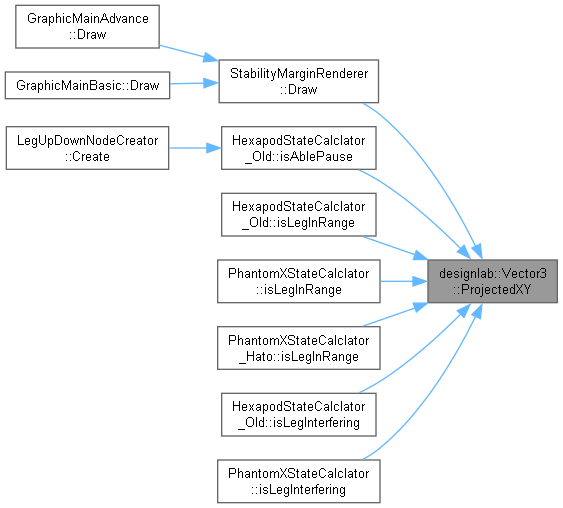 GraphicMainAdvance
::Draw
GraphicMainBasic::Draw
StabilityMarginRenderer
::Draw
LegUpDownNodeCreator
::Create
HexapodStateCalclator
_Old::isAblePause
HexapodStateCalclator
_Old::isLegInRange
PhantomXStateCalclator
::isLegInRange
PhantomXStateCalclator
_Hato::isLegInRange
HexapodStateCalclator
_Old::isLegInterfering
PhantomXStateCalclator
::isLegInterfering
designlab::Vector3
::ProjectedXY